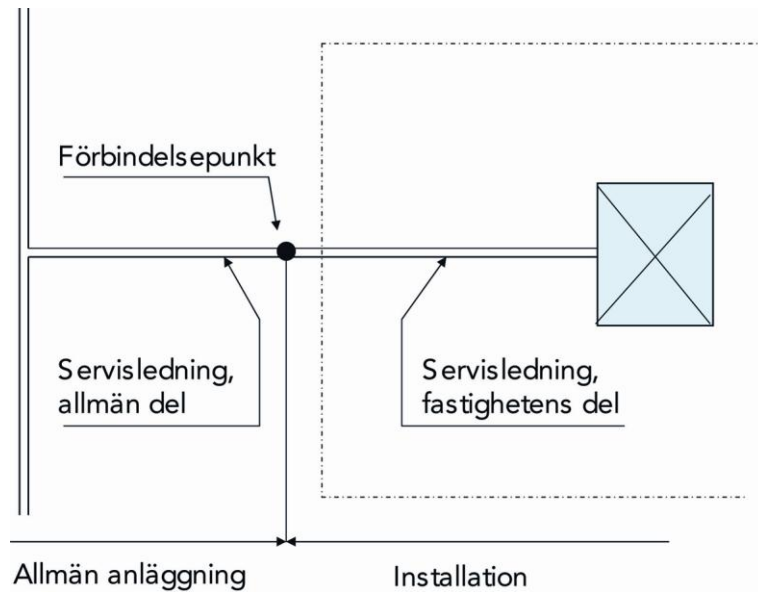 Förbindelsepunkt
Servisledning,
allmän del
Servisledning,
fastighetens del
Allmän anläggning
Installation